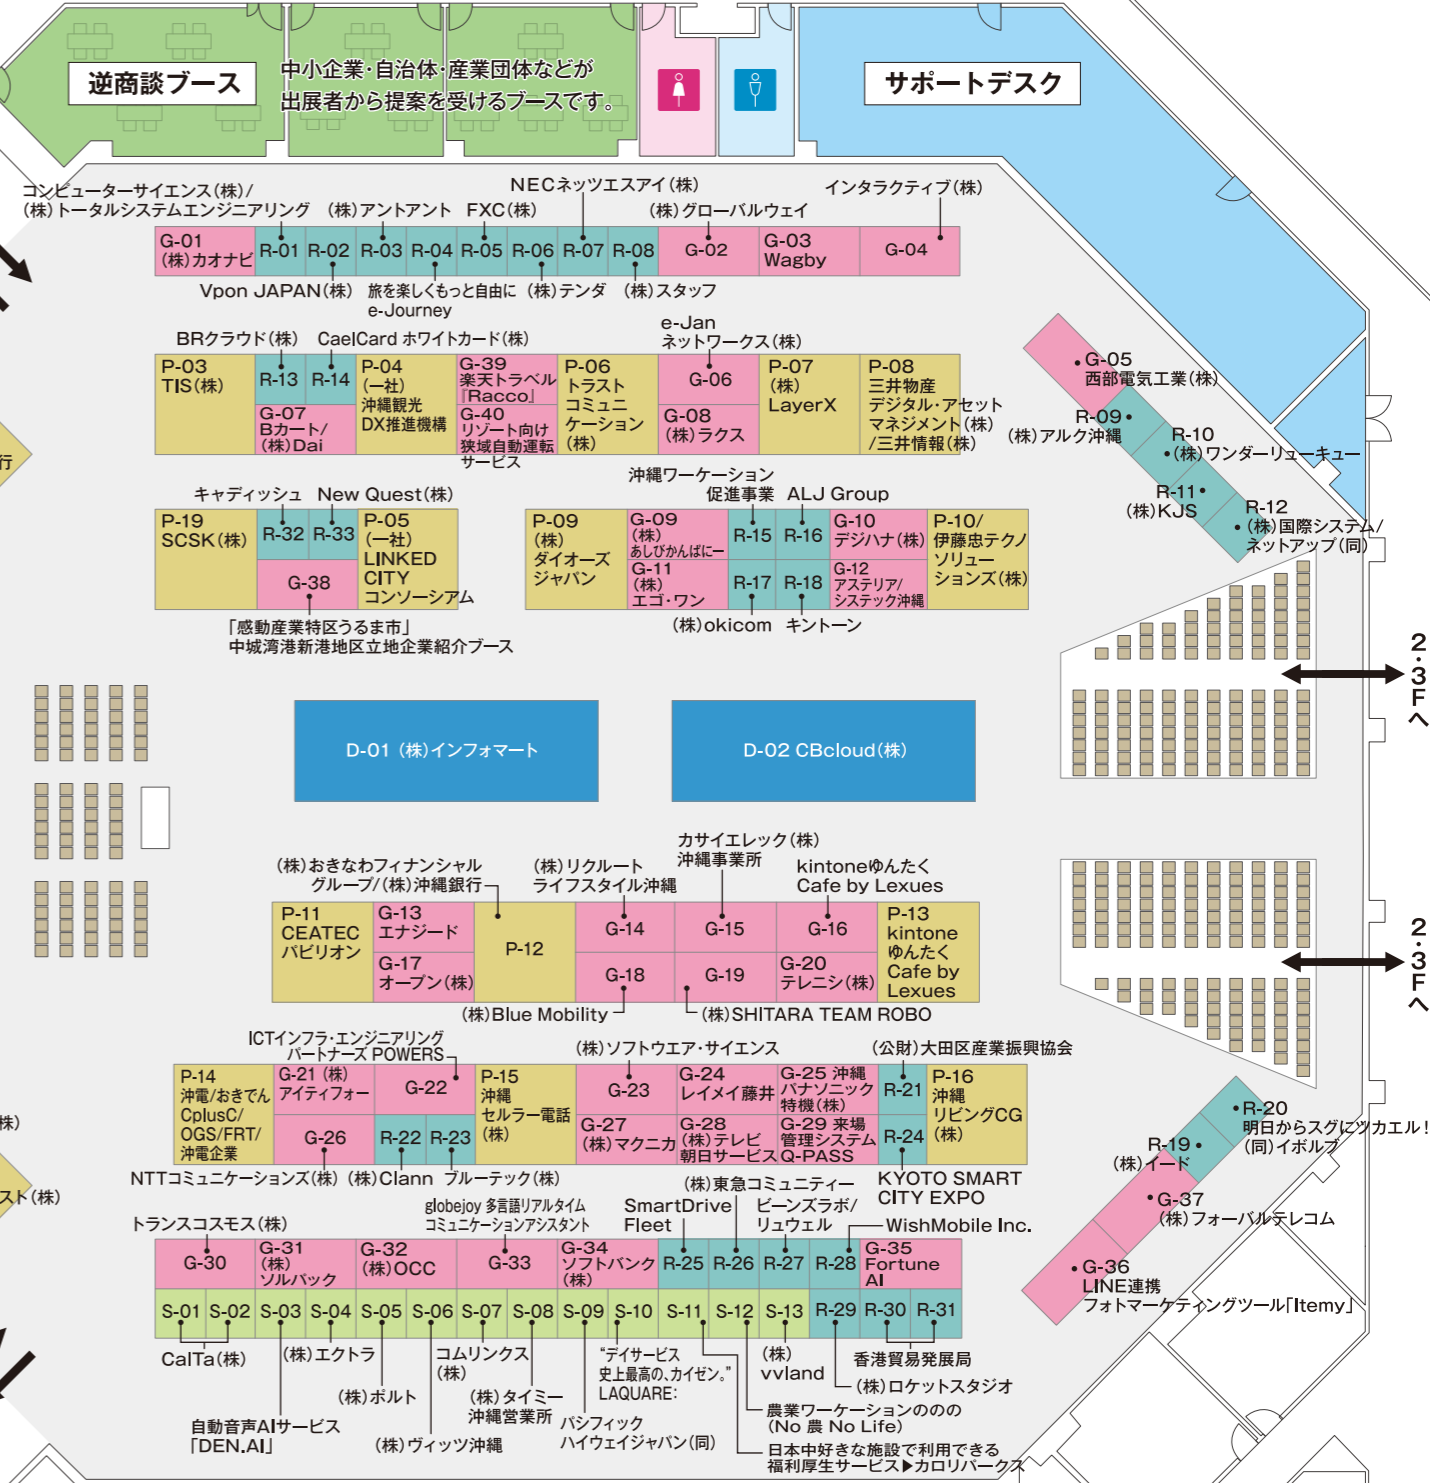 逆商談ブース
中小企業・自治体・産業団体などが
出展者から提案を受けるブースです。
サポートデスク
コンピューターサイエンス(株)/
(株)トータルシステムエンジニアリング
(株)アントアント
FXC(株)
NECネッツエスアイ(株)
(株)グローバルウェイ
インタラクティブ(株)
G-01
(株)カオナビ
R-01
R-02
R-03
R-04
R-05
R-06
R-07
R-08
G-02
G-03
Wagby
G-04
Vpon JAPAN(株)
旅を楽しくもっと自由に
e-Journey
(株)テンダ
(株)スタッフ
BRクラウド(株)
CaelCard ホワイトカード(株)
e-Jan
ネットワークス(株)
P-03
TIS(株)
R-13
R-14
G-07
Bカート/
(株)Dai
P-04
(一社)
沖縄観光
DX推進機構
G-39
楽天トラベル
『Racco』
G-40
リゾート向け
狭域自動運転
サービス
P-06
トラスト
コミュニ
ケーション
(株)
G-06
G-08
(株)ラクス
P-07
(株)
LayerX
P-08
三井物産
デジタル・アセット
マネジメント(株)
/三井情報(株)
G-05
西部電気工業(株)
R-09
(株)アルク沖縄
R-10
(株)ワンダーリューキュー
R-11
(株)KJS
R-12
(株)国際システム/
ネットアップ(同)
行
キャディッシュ
New Quest(株)
沖縄ワーケーション
促進事業
ALJ Group
P-19
SCSK(株)
R-32
R-33
G-38
P-05
(一社)
LINKED
CITY
コンソーシアム
「感動産業特区うるま市」
中城湾港新港地区立地企業紹介ブース
P-09
(株)
ダイオーズ
ジャパン
G-09
(株)
あしびかんぱにー
G-11
(株)
エゴ・ワン
R-15
R-16
R-17
R-18
G-10
デジハナ(株)
G-12
アステリア/
システック沖縄
P-10/
伊藤忠テクノ
ソリュー
ションズ(株)
(株)okicom
キントーン
2・3Fへ
D-01 (株)インフォマート
D-02 CBcloud(株)
(株)おきなわフィナンシャル
グループ/(株)沖縄銀行
(株)リクルート
ライフスタイル沖縄
カサイエレック(株)
沖縄事業所
kintoneゆんたく
Cafe by Lexues
P-11
CEATEC
パビリオン
G-13
エナジード
G-17
オープン(株)
P-12
G-14
G-15
G-16
G-18
G-19
G-20
テレニシ(株)
P-13
kintone
ゆんたく
Cafe by
Lexues
2・3Fへ
(株)Blue Mobility
(株)SHITARA TEAM ROBO
ICTインフラ・エンジニアリング
パートナーズ POWERS
(株)ソフトウエア・サイエンス
(公財)大田区産業振興協会
P-14
沖電/おきでん
CplusC/
OGS/FRT/
沖電企業
G-21 (株)
アイティフォー
G-22
G-26
R-22
R-23
P-15
沖縄
セルラー電話
(株)
G-23
G-24
レイメイ藤井
G-25 沖縄
パナソニック
特機(株)
R-21
G-27
(株)マクニカ
G-28
(株)テレビ
朝日サービス
G-29 来場
管理システム
Q-PASS
R-24
P-16
沖縄
リビングCG
(株)
株)
スト(株)
NTTコミュニケーションズ(株)
(株)Clann
ブルーテック(株)
KYOTO SMART
CITY EXPO
R-20
明日からスグにツカエル!
(同)イボルブ
R-19
(株)イード
G-37
(株)フォーバルテレコム
G-36
LINE連携
フォトマーケティングツール「Itemy」
トランスコスモス(株)
globejoy 多言語リアルタイム
コミュニケーションアシスタント
SmartDrive
Fleet
(株)東急コミュニティー
ビーンズラボ/
リュウェル
WishMobile Inc.
G-30
G-31
(株)
ソルパック
G-32
(株)OCC
G-33
G-34
ソフトバンク
(株)
R-25
R-26
R-27
R-28
G-35
Fortune
AI
S-01
S-02
S-03
S-04
S-05
S-06
S-07
S-08
S-09
S-10
S-11
S-12
S-13
R-29
R-30
R-31
CalTa(株)
(株)エクトラ
コムリンクス
(株)
“デイサービス
史上最高の、カイゼン。”
LAQUARE:
(株)
vvland
香港貿易発展局
(株)ロケットスタジオ
(株)ボルト
(株)タイミー
沖縄営業所
自動音声AIサービス
「DEN.AI」
(株)ヴィッツ沖縄
パシフィック
ハイウェイジャパン(同)
農業ワーケーションののの
(No 農 No Life)
日本中好きな施設で利用できる
福利厚生サービス▶カロリパークス